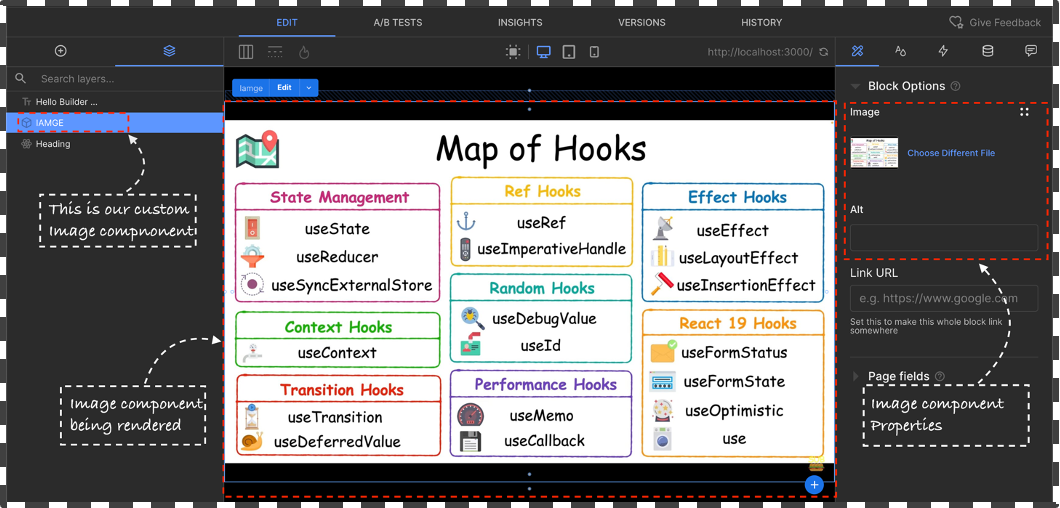 EDIT
A/B TESTS
INSIGHTS
VERSIONS
HISTORY
Give Feedback
http://localhost:3000/
Search layers...
Tt Hello Builder ...
IAMGE
Heading
This is our custom
Image compnonent
Image component
being rendered
Iamge
Edit
Map of Hooks
State Management
useState
useReducer
useSyncExternalStore
Context Hooks
useContext
Transition Hooks
useTransition
useDeferredValue
Ref Hooks
useRef
useImperativeHandle
Random Hooks
useDebugValue
useId
Performance Hooks
useMemo
useCallback
Effect Hooks
useEffect
useLayoutEffect
useInsertionEffect
React 19 Hooks
useFormStatus
useFormState
useOptimistic
use
Block Options
Image
Choose Different File
Alt
Link URL
e.g. https://www.google.com
Set this to make this whole block link
somewhere
Page fields
Image component
Properties